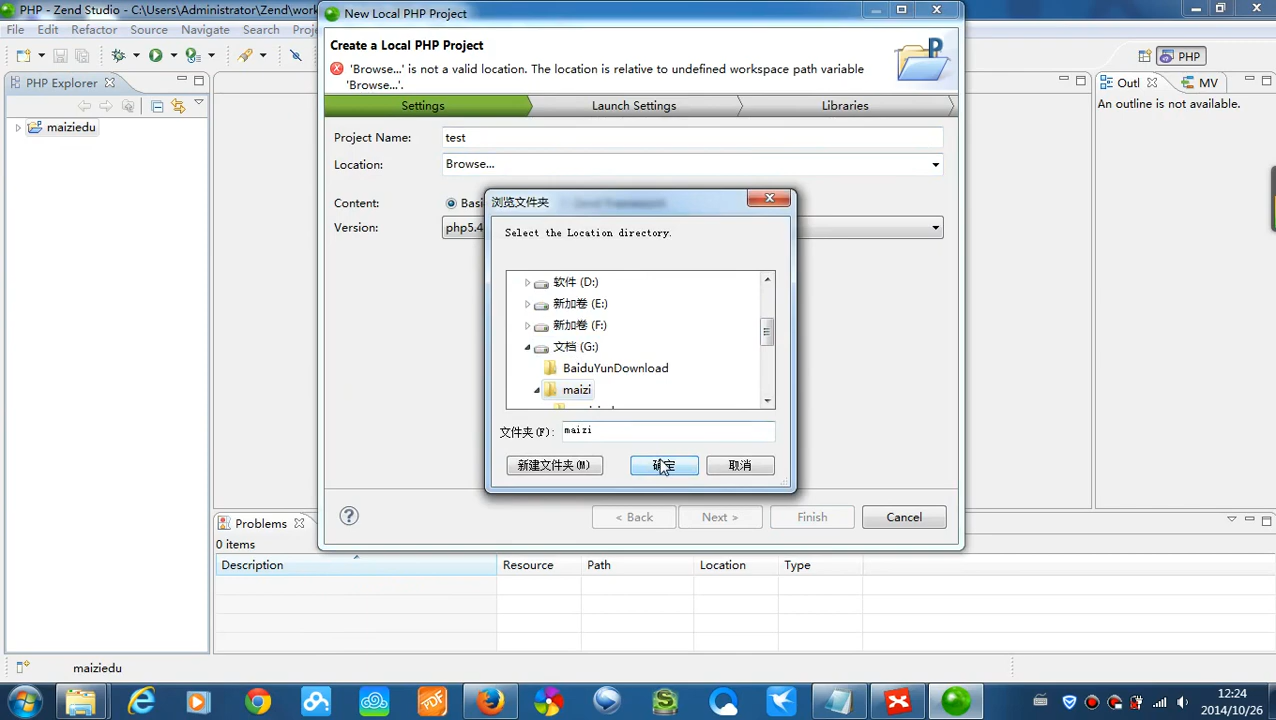 PHP - Zend Studio - C:\Users\Administrator\Zend\wor
File Edit Refactor Source Navigate Search Proj
PHP Explorer
maiziedu
New Local PHP Project
Create a Local PHP Project
'Browse...' is not a valid location. The location is relative to undefined workspace path variable
'Browse...'.
Settings Launch Settings Libraries
Project Name: test
Location: Browse...
Content: Basi
Version: php5.4
浏览文件夹
Select the Location directory.
软件 (D:)
新加卷 (E:)
新加卷 (F:)
文档 (G:)
BaiduYunDownload
maizi
文件夹(F): maizi
新建文件夹(M) 确定 取消
< Back Next > Finish Cancel
PHP
Outl MV
An outline is not available.
Problems
0 items
Description Resource Path Location Type
maiziedu
12:24
2014/10/26